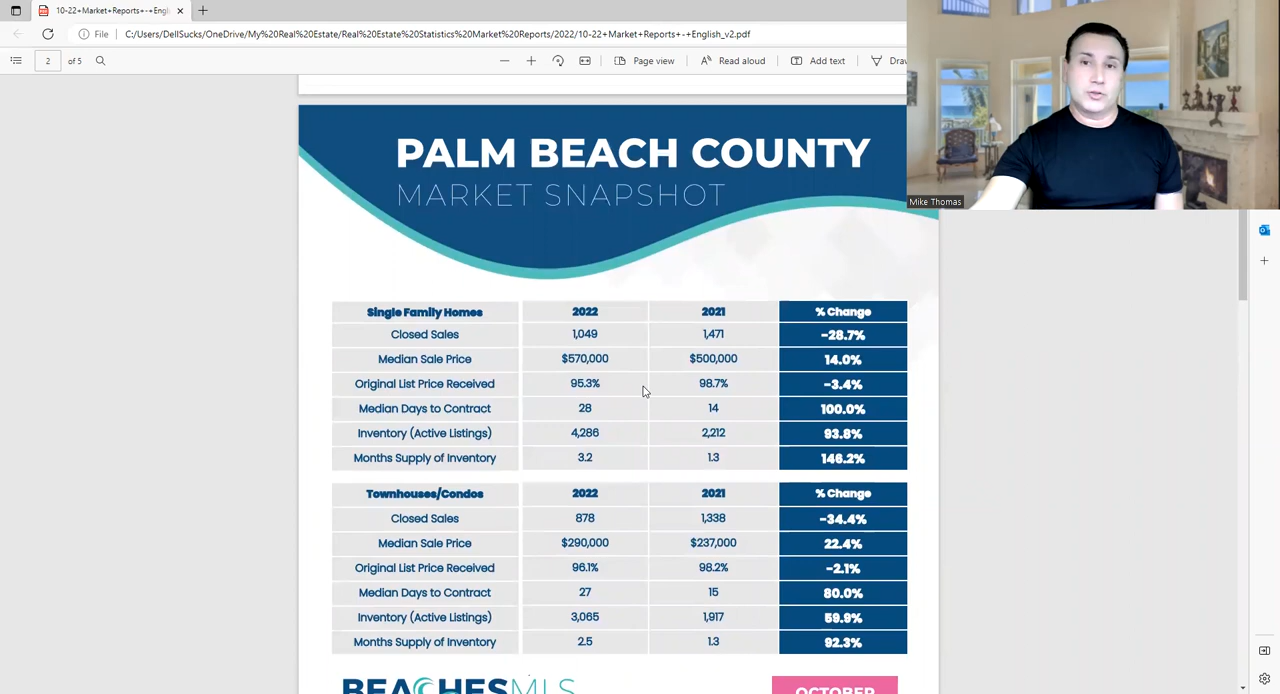 10-22+Market+Reports+-+Engl
File
C:/Users/DellSucks/OneDrive/My%20Real%20Estate/Real%20Estate%20Statistics%20Market%20Reports/2022/10-22+Market+Reports+-+English_v2.pdf
2 of 5
Page view
Read aloud
Add text
Draw
Mike Thomas
PALM BEACH COUNTY
MARKET SNAPSHOT
Single Family Homes 2022 2021 % Change
Closed Sales 1,049 1,471 -28.7%
Median Sale Price $570,000 $500,000 14.0%
Original List Price Received 95.3% 98.7% -3.4%
Median Days to Contract 28 14 100.0%
Inventory (Active Listings) 4,286 2,212 93.8%
Months Supply of Inventory 3.2 1.3 146.2%
Townhouses/Condos 2022 2021 % Change
Closed Sales 878 1,338 -34.4%
Median Sale Price $290,000 $237,000 22.4%
Original List Price Received 96.1% 98.2% -2.1%
Median Days to Contract 27 15 80.0%
Inventory (Active Listings) 3,065 1,917 59.9%
Months Supply of Inventory 2.5 1.3 92.3%
BEACHESMLS
OCTOBER